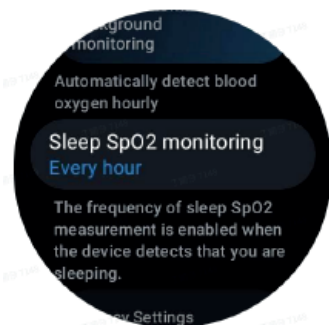 monitoring
Automatically detect blood
oxygen hourly
Sleep SpO2 monitoring
Every hour
The frequency of sleep SpO2
measurement is enabled when
the device detects that you are
sleeping.
Settings